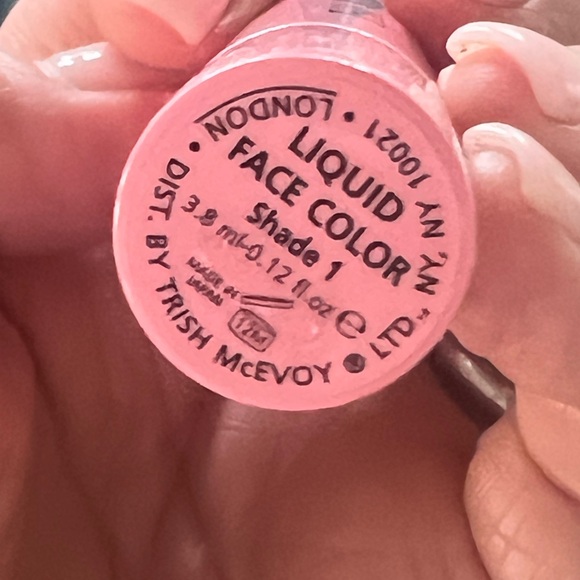 LIQUID
FACE COLOR
Shade 1
3.8 ml-0.12 fl.oz ℮
MADE IN
JAPAN
12M
DIST. BY TRISH McEVOY ® LTD. NY, NY 10021 • LONDON •